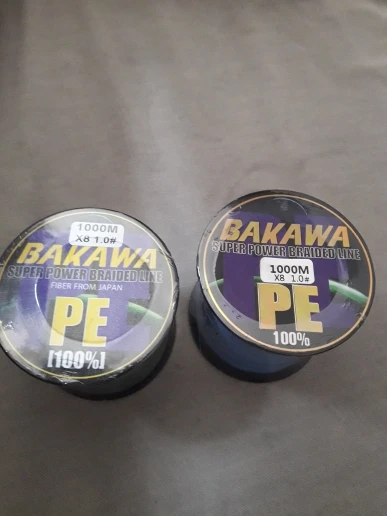 1000M
X8 1.0#
BAKAWA
SUPER POWER BRAIDED LINE
FIBER FROM JAPAN
PE
[100%]
BAKAWA
SUPER POWER BRAIDED LINE
1000M
X8 1.0#
PE
100%